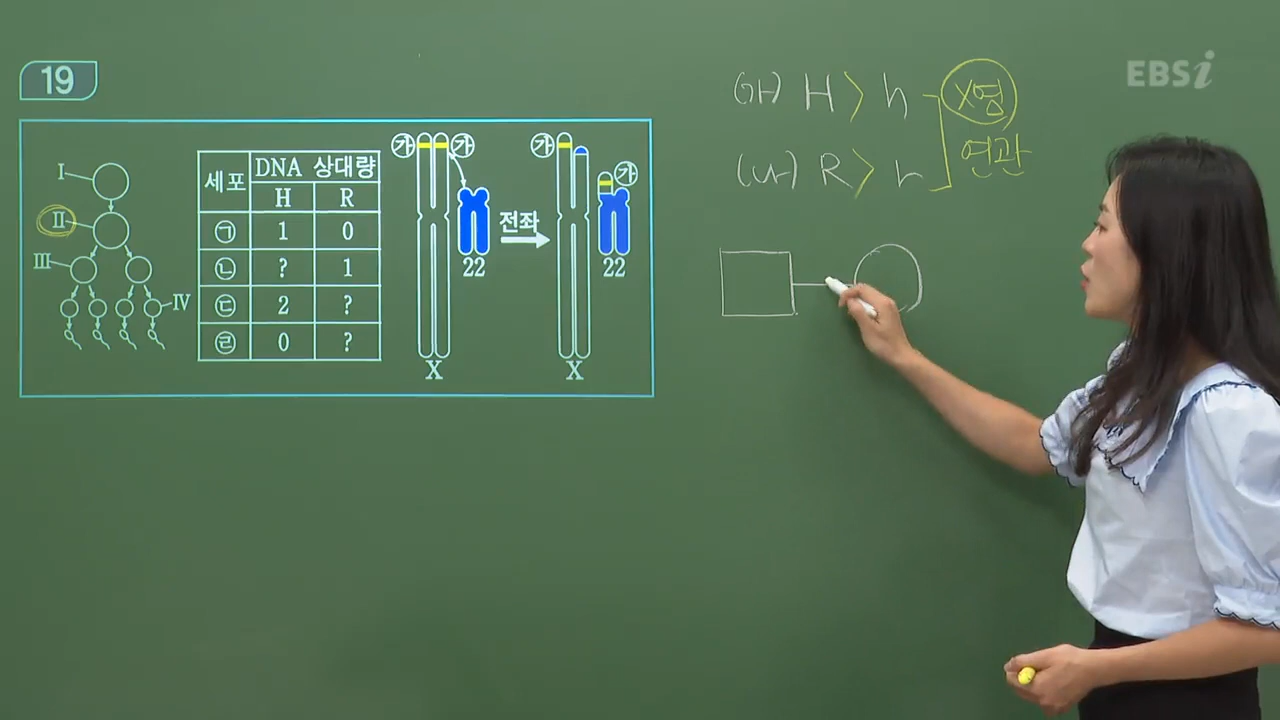 19
EBSi
(가) H > h
X염
연관
(나) R > r
I
II
III
IV
세포 DNA 상대량
H R
㉠ 1 0
㉡ ? 1
㉢ 2 ?
㉣ 0 ?
㉮ ㉮
22
X
전좌
㉮ ㉮
22
X